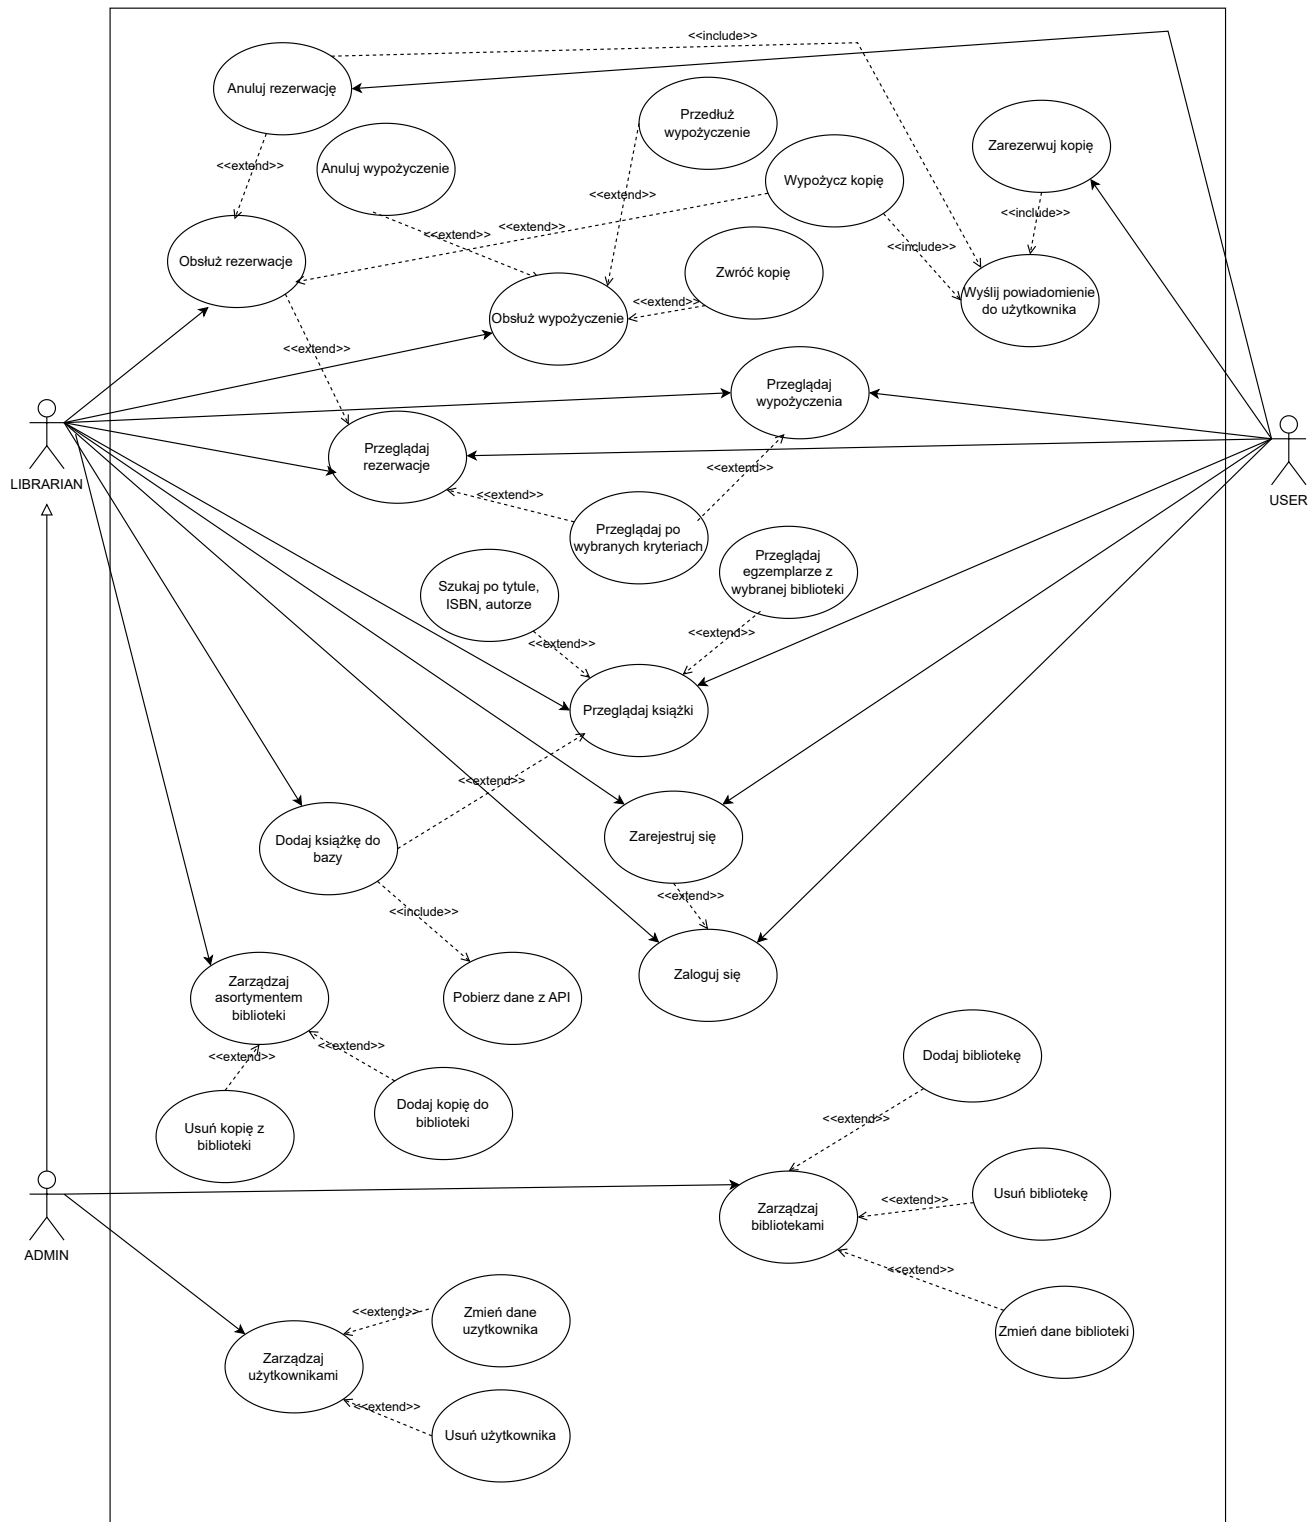 <<include>>
Anuluj rezerwację
Przedłuż
wypożyczenie
Zarezerwuj kopię
<<extend>>
Anuluj wypożyczenie
Wypożycz kopię
<<extend>>
<<include>>
<<extend>>
<<extend>>
<<include>>
Obsłuż rezerwacje
Zwróć kopię
Wyślij powiadomienie
do użytkownika
<<extend>>
Obsłuż wypożyczenie
<<extend>>
Przeglądaj
wypożyczenia
Przeglądaj
rezerwacje
<<extend>>
LIBRARIAN
<<extend>>
USER
Przeglądaj po
wybranych kryteriach
Przeglądaj
egzemplarze z
wybranej biblioteki
Szukaj po tytule,
ISBN, autorze
<<extend>>
<<extend>>
Przeglądaj książki
<<extend>>
Dodaj książkę do
bazy
Zarejestruj się
<<extend>>
<<include>>
Zaloguj się
Zarządzaj
asortymentem
biblioteki
Pobierz dane z API
<<extend>>
<<extend>>
Dodaj bibliotekę
Dodaj kopię do
biblioteki
<<extend>>
Usuń kopię z
biblioteki
Usuń bibliotekę
<<extend>>
Zarządzaj
bibliotekami
ADMIN
<<extend>>
<<extend>>
Zmień dane
uzytkownika
Zmień dane biblioteki
Zarządzaj
użytkownikami
<<extend>>
Usuń użytkownika